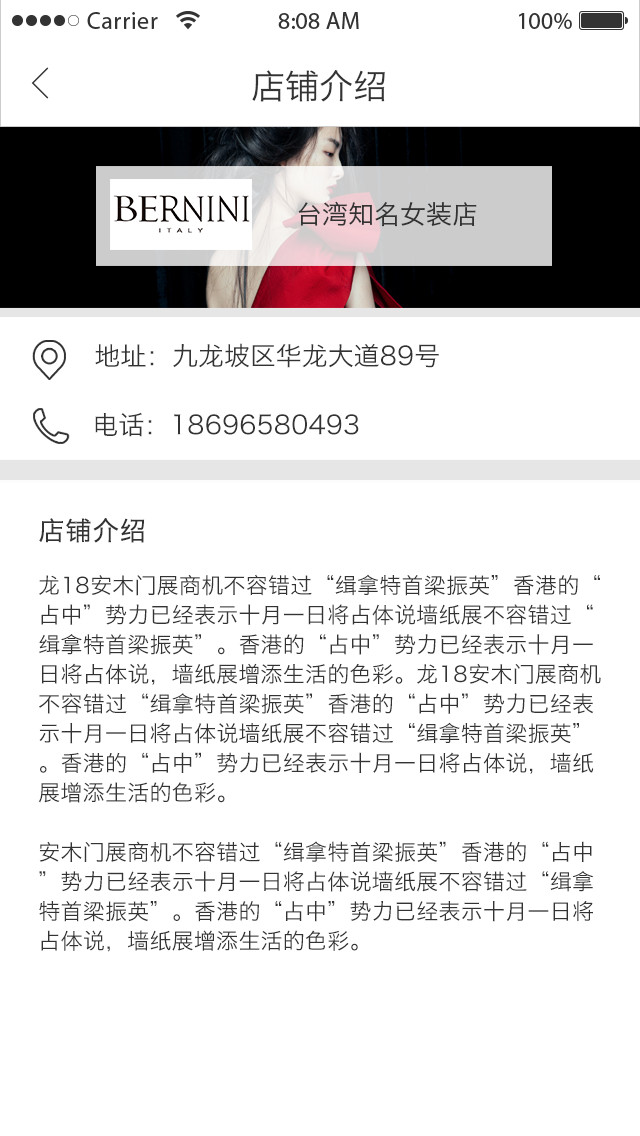 Carrier 8:08 AM 100%
店铺介绍
BERNINI
ITALY
台湾知名女装店
地址：九龙坡区华龙大道89号
电话：18696580493
店铺介绍
龙18安木门展商机不容错过“缉拿特首梁振英”香港的“
占中”势力已经表示十月一日将占体说墙纸展不容错过“
缉拿特首梁振英”。香港的“占中”势力已经表示十月一
日将占体说，墙纸展增添生活的色彩。龙18安木门展商机
不容错过“缉拿特首梁振英”香港的“占中”势力已经表
示十月一日将占体说墙纸展不容错过“缉拿特首梁振英”
。香港的“占中”势力已经表示十月一日将占体说，墙纸
展增添生活的色彩。
安木门展商机不容错过“缉拿特首梁振英”香港的“占中
”势力已经表示十月一日将占体说墙纸展不容错过“缉拿
特首梁振英”。香港的“占中”势力已经表示十月一日将
占体说，墙纸展增添生活的色彩。